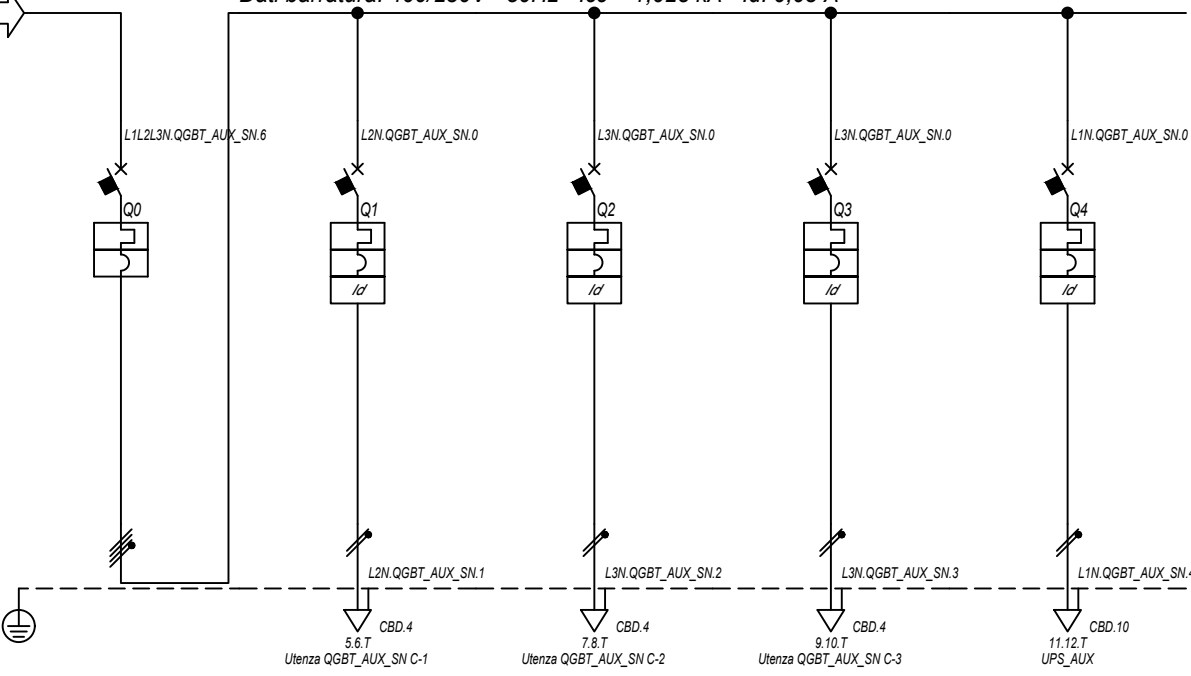 L1L2L3N.QGBT_AUX_SN.6
L2N.QGBT_AUX_SN.0
L3N.QGBT_AUX_SN.0
L3N.QGBT_AUX_SN.0
L1N.QGBT_AUX_SN.0
Q0
Q1
Q2
Q3
Q4
Id
Id
Id
Id
L2N.QGBT_AUX_SN.1
L3N.QGBT_AUX_SN.2
L3N.QGBT_AUX_SN.3
L1N.QGBT_AUX_SN.4
CBD.4
CBD.4
CBD.4
CBD.10
5.6.T
7.8.T
9.10.T
11.12.T
Utenza QGBT_AUX_SN C-1
Utenza QGBT_AUX_SN C-2
Utenza QGBT_AUX_SN C-3
UPS_AUX